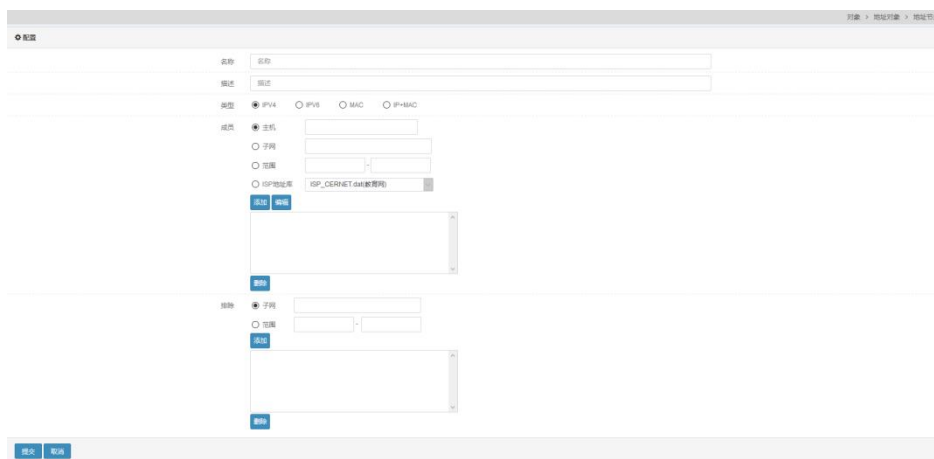 对象 > 地址对象 > 地址节
配置
名称 名称
描述 描述
类型 IPV4 IPV6 MAC IP+MAC
成员 主机
子网
范围 -
ISP地址库 ISP_CERNET.dat(教育网)
添加 编辑
删除
排除 子网
范围 -
添加
删除
提交 取消